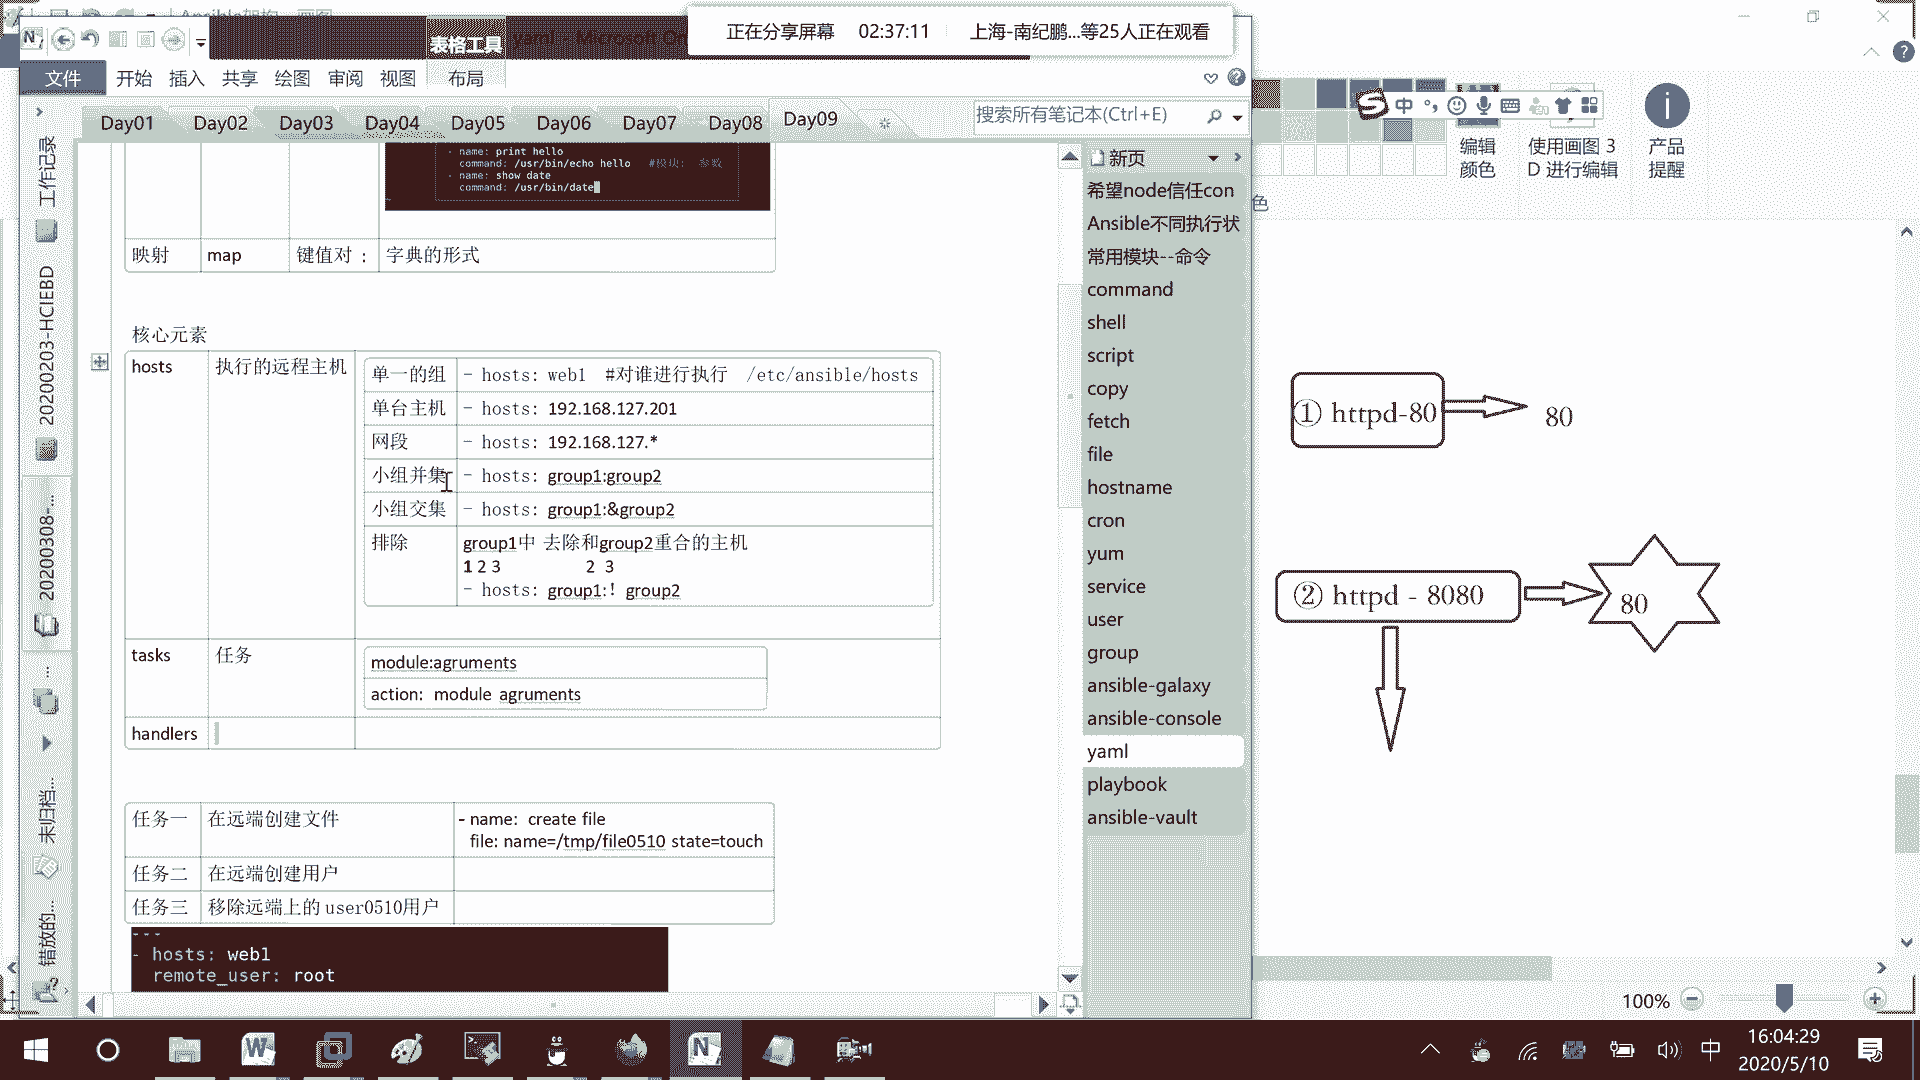 正在分享屏幕 02:37:11 上海-南纪鹏...等25人正在观看
表格工具
文件 开始 插入 共享 绘图 审阅 视图 布局
Day01 Day02 Day03 Day04 Day05 Day06 Day07 Day08 Day09
搜索所有笔记本(Ctrl+E)
工作记录
20200203-HCIEBD
20200308-...
...
未归档...
错放的...
- name: print hello
command: /usr/bin/echo hello #模块: 参数
- name: show date
command: /usr/bin/date
映射 map 键值对： 字典的形式
核心元素
hosts 执行的远程主机
单一的组 - hosts: web1 #对谁进行执行 /etc/ansible/hosts
单台主机 - hosts: 192.168.127.201
网段 - hosts: 192.168.127.*
小组并集 - hosts: group1:group2
小组交集 - hosts: group1:&group2
排除 group1中 去除和group2重合的主机
1 2 3 2 3
- hosts: group1:！group2
tasks 任务
module:agruments
action: module agruments
handlers
任务一 在远端创建文件
- name: create file
file: name=/tmp/file0510 state=touch
任务二 在远端创建用户
任务三 移除远端上的user0510用户
---
- hosts: web1
remote_user: root
新页
希望node信任con
Ansible不同执行状
常用模块--命令
command
shell
script
copy
fetch
file
hostname
cron
yum
service
user
group
ansible-galaxy
ansible-console
yaml
playbook
ansible-vault
中
编辑
颜色
使用画图 3
D 进行编辑
产品
提醒
色
① httpd-80 80
② httpd - 8080 80
100%
中
16:04:29
2020/5/10